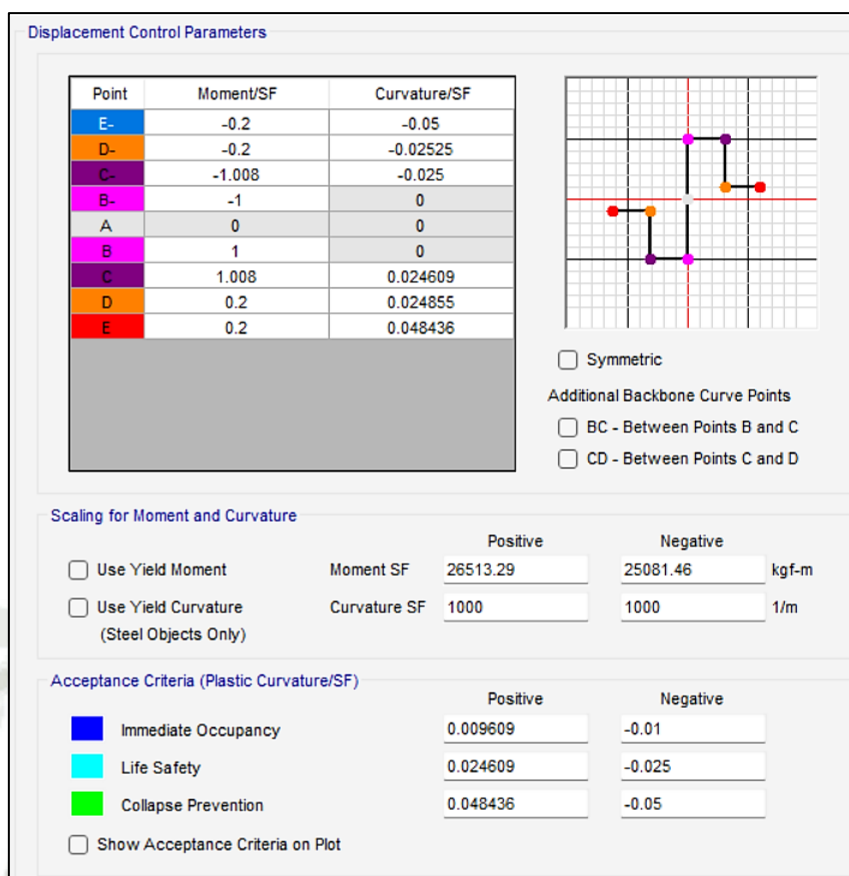 Displacement Control Parameters
Point Moment/SF Curvature/SF
E- -0.2 -0.05
D- -0.2 -0.02525
C- -1.008 -0.025
B- -1 0
A 0 0
B 1 0
C 1.008 0.024609
D 0.2 0.024855
E 0.2 0.048436
Symmetric
Additional Backbone Curve Points
BC - Between Points B and C
CD - Between Points C and D
Scaling for Moment and Curvature
Positive Negative
Use Yield Moment Moment SF 26513.29 25081.46 kgf-m
Use Yield Curvature Curvature SF 1000 1000 1/m
(Steel Objects Only)
Acceptance Criteria (Plastic Curvature/SF)
Positive Negative
Immediate Occupancy 0.009609 -0.01
Life Safety 0.024609 -0.025
Collapse Prevention 0.048436 -0.05
Show Acceptance Criteria on Plot